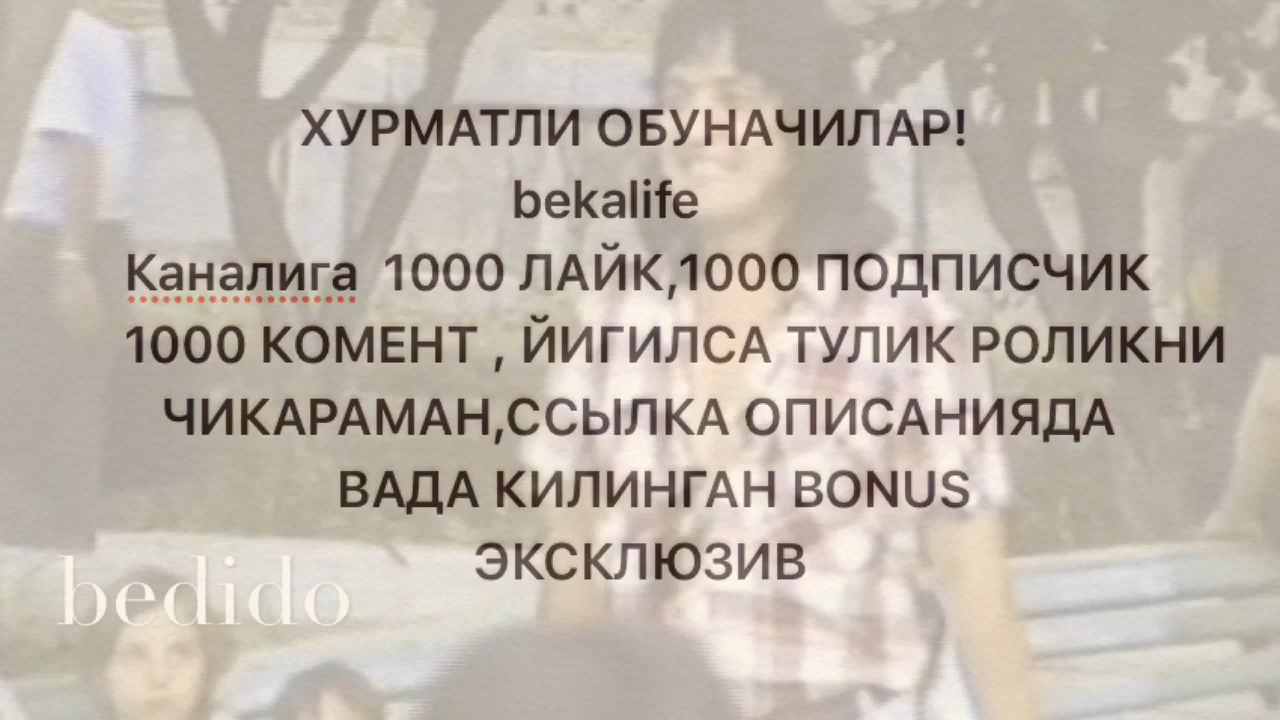 ХУРМАТЛИ ОБУНАЧИЛАР!
bekalife
Каналига 1000 ЛАЙК,1000 ПОДПИСЧИК
1000 КОМЕНТ , ЙИГИЛСА ТУЛИК РОЛИКНИ
ЧИКАРАМАН,ССЫЛКА ОПИСАНИЯДА
ВАДА КИЛИНГАН BONUS
ЭКСКЛЮЗИВ
bedido